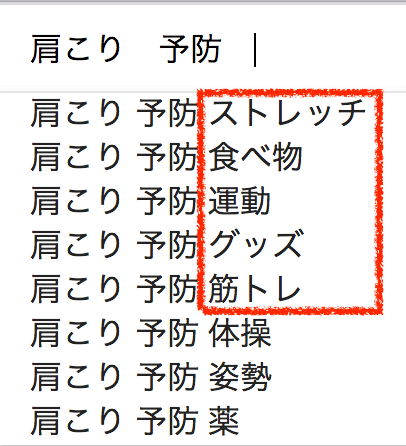 肩こり　予防
肩こり 予防 ストレッチ
肩こり 予防 食べ物
肩こり 予防 運動
肩こり 予防 グッズ
肩こり 予防 筋トレ
肩こり 予防 体操
肩こり 予防 姿勢
肩こり 予防 薬